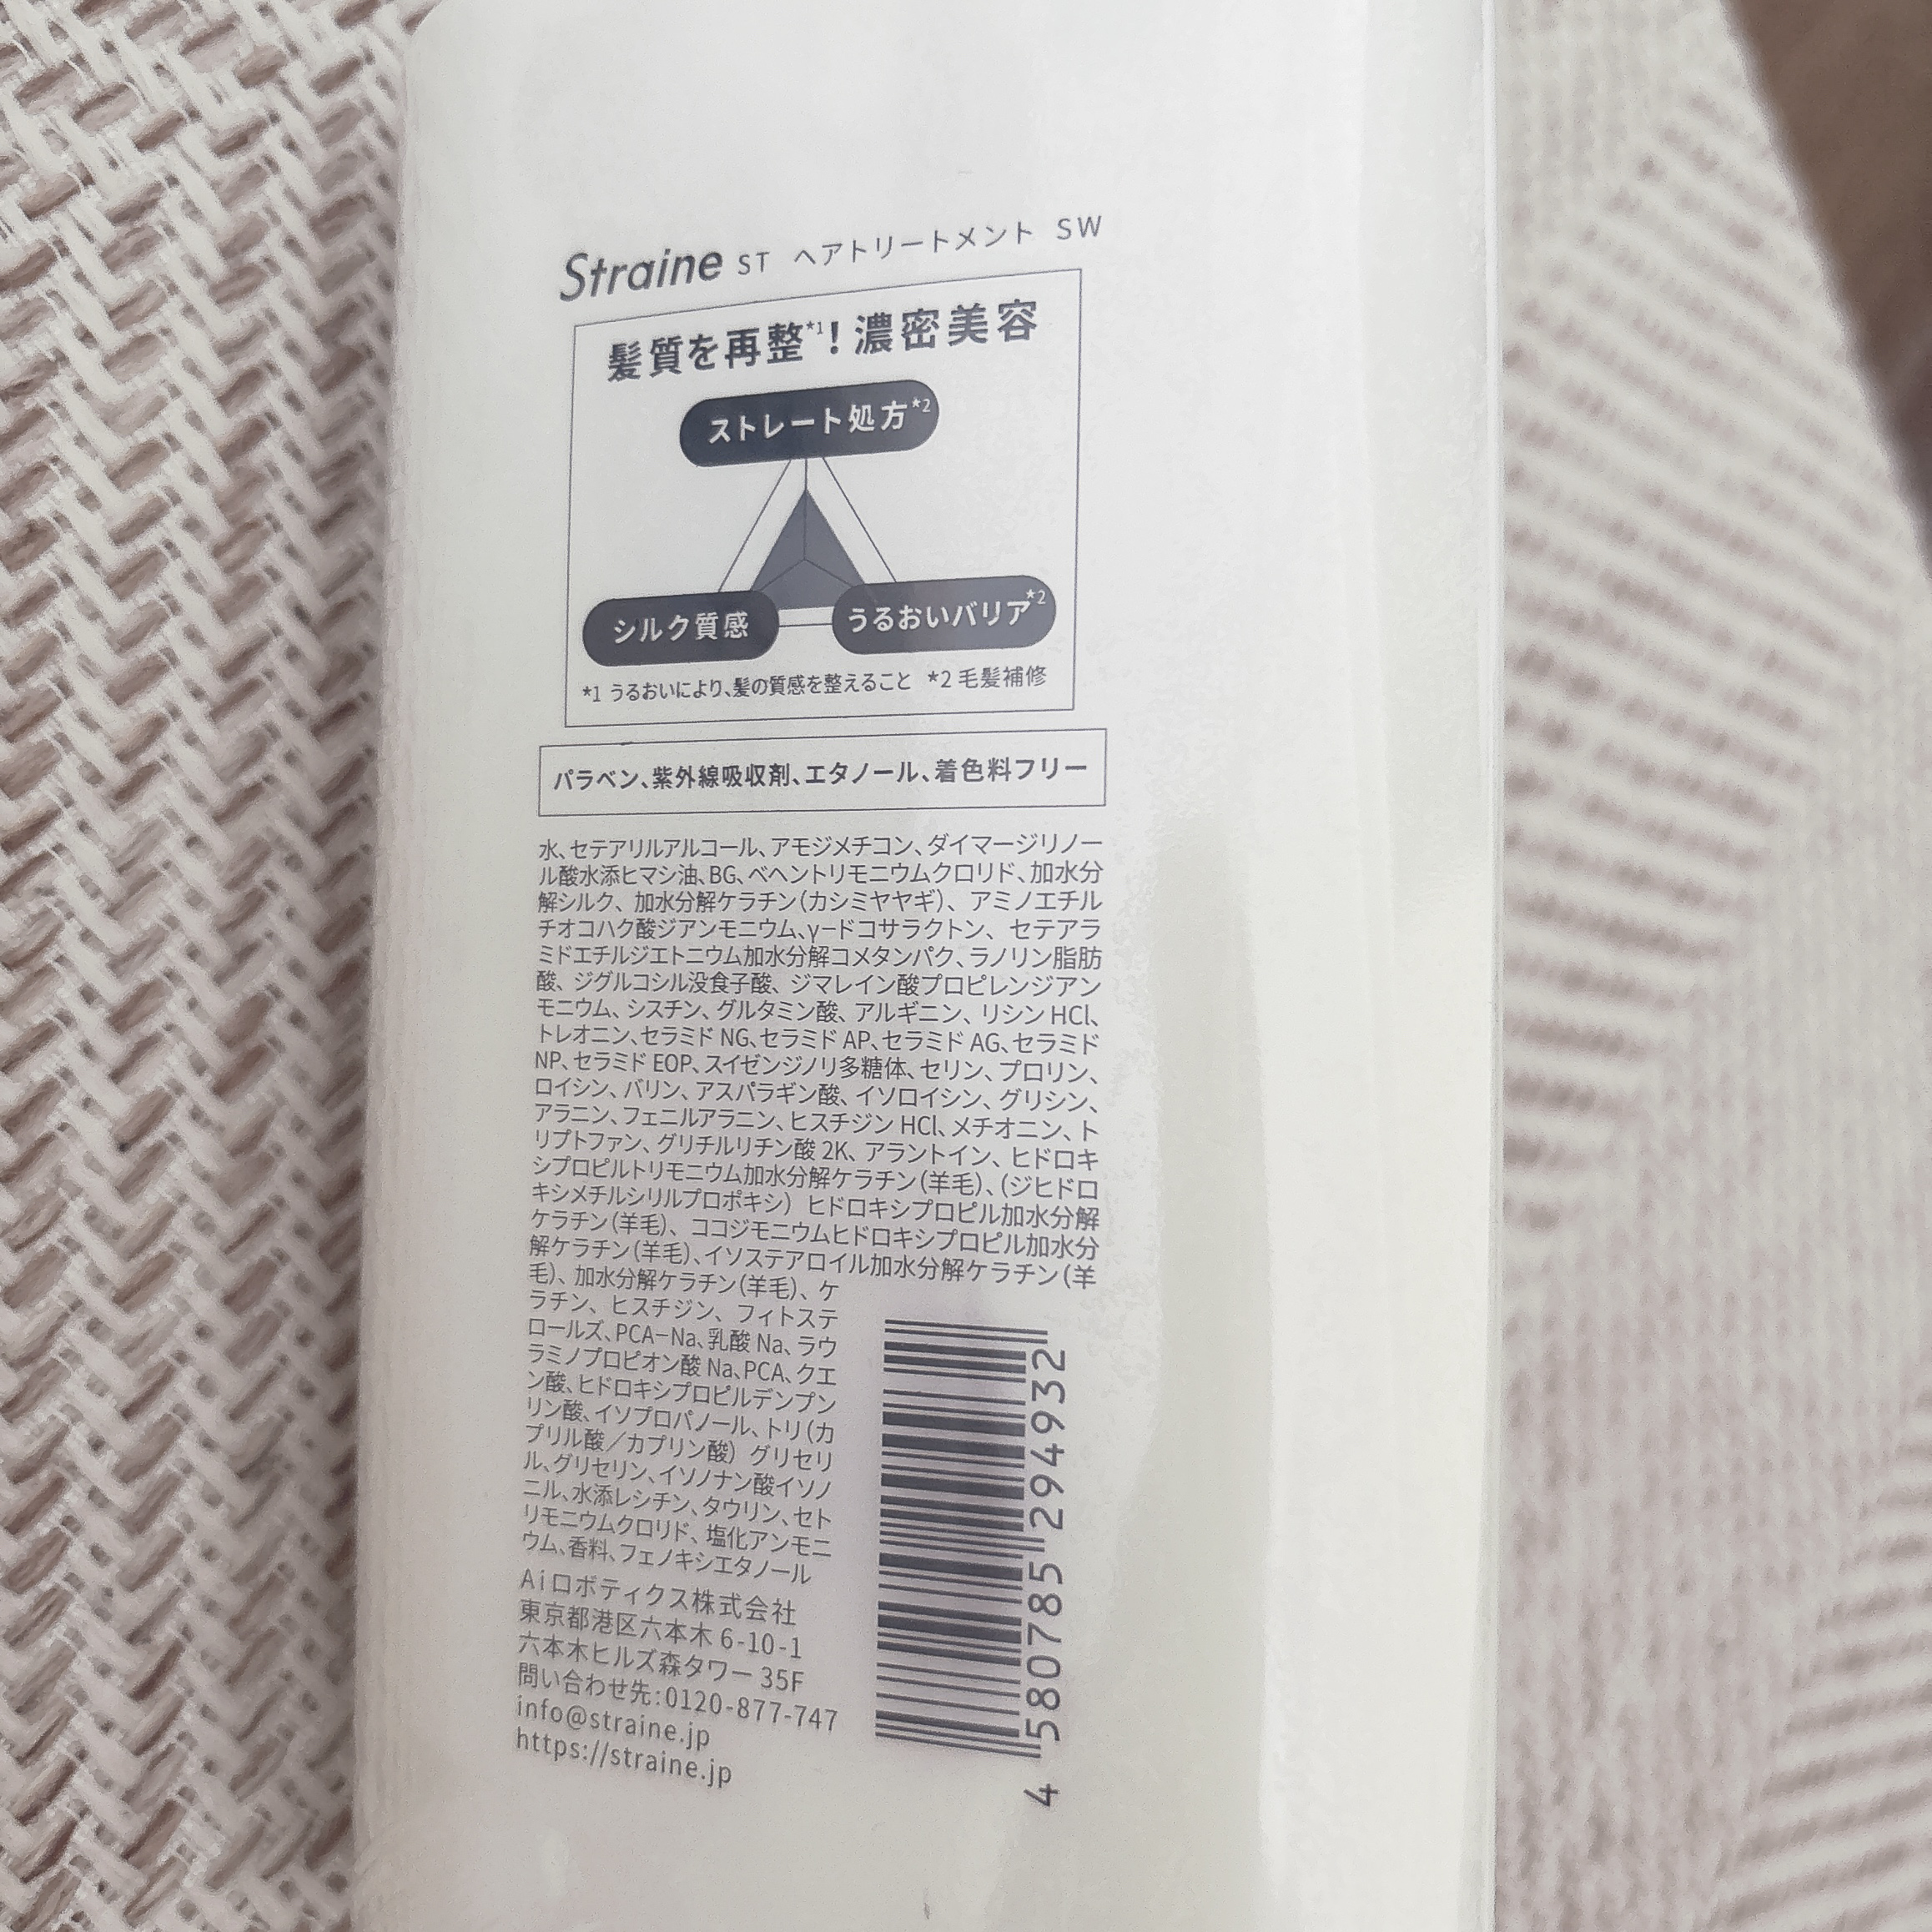 Straine ST ヘアトリートメント SW
髪質を再整*1！濃密美容
ストレート処方*2
シルク質感
うるおいバリア*2
*1 うるおいにより、髪の質感を整えること *2 毛髪補修
パラベン、紫外線吸収剤、エタノール、着色料フリー
水、セテアリルアルコール、アモジメチコン、ダイマージリノー
ル酸水添ヒマシ油、BG、ベヘントリモニウムクロリド、加水分
解シルク、加水分解ケラチン（カシミヤヤギ）、アミノエチル
チオコハク酸ジアンモニウム、γ−ドコサラクトン、セテアラ
ミドエチルジエトニウム加水分解コメタンパク、ラノリン脂肪
酸、ジグルコシル没食子酸、ジマレイン酸プロピレンジアン
モニウム、シスチン、グルタミン酸、アルギニン、リシン HCl、
トレオニン、セラミド NG、セラミド AP、セラミド AG、セラミド
NP、セラミド EOP、スイゼンジノリ多糖体、セリン、プロリン、
ロイシン、バリン、アスパラギン酸、イソロイシン、グリシン、
アラニン、フェニルアラニン、ヒスチジン HCl、メチオニン、ト
リプトファン、グリチルリチン酸 2K、アラントイン、ヒドロキ
シプロピルトリモニウム加水分解ケラチン（羊毛）、（ジヒドロ
キシメチルシリルプロポキシ）ヒドロキシプロピル加水分解
ケラチン（羊毛）、ココジモニウムヒドロキシプロピル加水分
解ケラチン（羊毛）、イソステアロイル加水分解ケラチン（羊
毛）、加水分解ケラチン（羊毛）、ケ
ラチン、ヒスチジン、フィトステ
ロールズ、PCA−Na、乳酸 Na、ラウ
ラミノプロピオン酸 Na、PCA、クエ
ン酸、ヒドロキシプロピルデンプン
リン酸、イソプロパノール、トリ（カ
プリル酸／カプリン酸）グリセリ
ル、グリセリン、イソノナン酸イソノ
ニル、水添レシチン、タウリン、セト
リモニウムクロリド、塩化アンモニ
ウム、香料、フェノキシエタノール
Aiロボティクス株式会社
東京都港区六本木 6-10-1
六本木ヒルズ森タワー 35F
問い合わせ先：0120-877-747
info@straine.jp
https://straine.jp
4 580785 294932